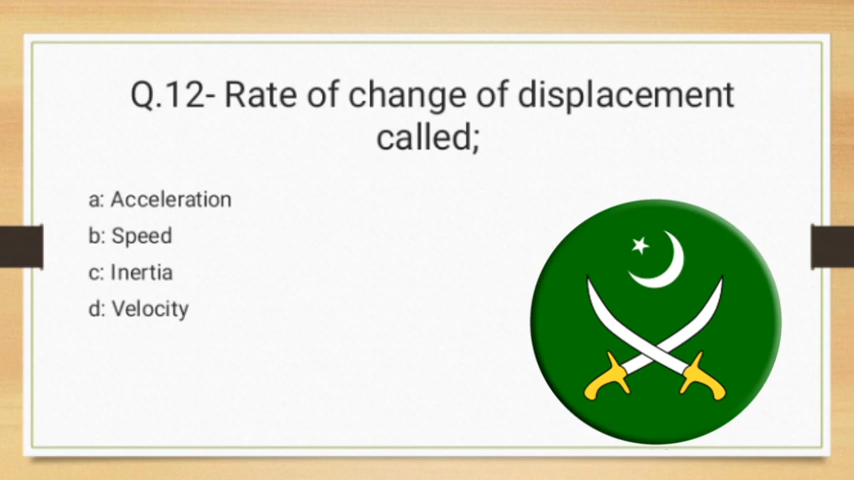 Q.12- Rate of change of displacement
called;
a: Acceleration
b: Speed
c: Inertia
d: Velocity